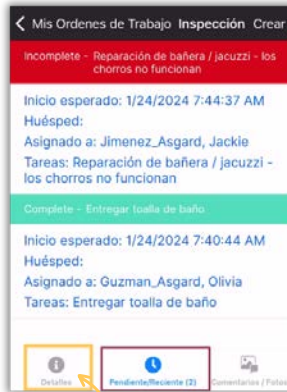 Mis Ordenes de Trabajo Inspección Crear
Incomplete - Reparación de bañera / jacuzzi - los
chorros no funcionan
Inicio esperado: 1/24/2024 7:44:37 AM
Huésped:
Asignado a: Jimenez_Asgard, Jackie
Tareas: Reparación de bañera / jacuzzi -
los chorros no funcionan
Complete - Entregar toalla de baño
Inicio esperado: 1/24/2024 7:40:44 AM
Huésped:
Asignado a: Guzman_Asgard, Olivia
Tareas: Entregar toalla de baño
Detalles Pendiente/Reciente (2) Comentarios / Fotos